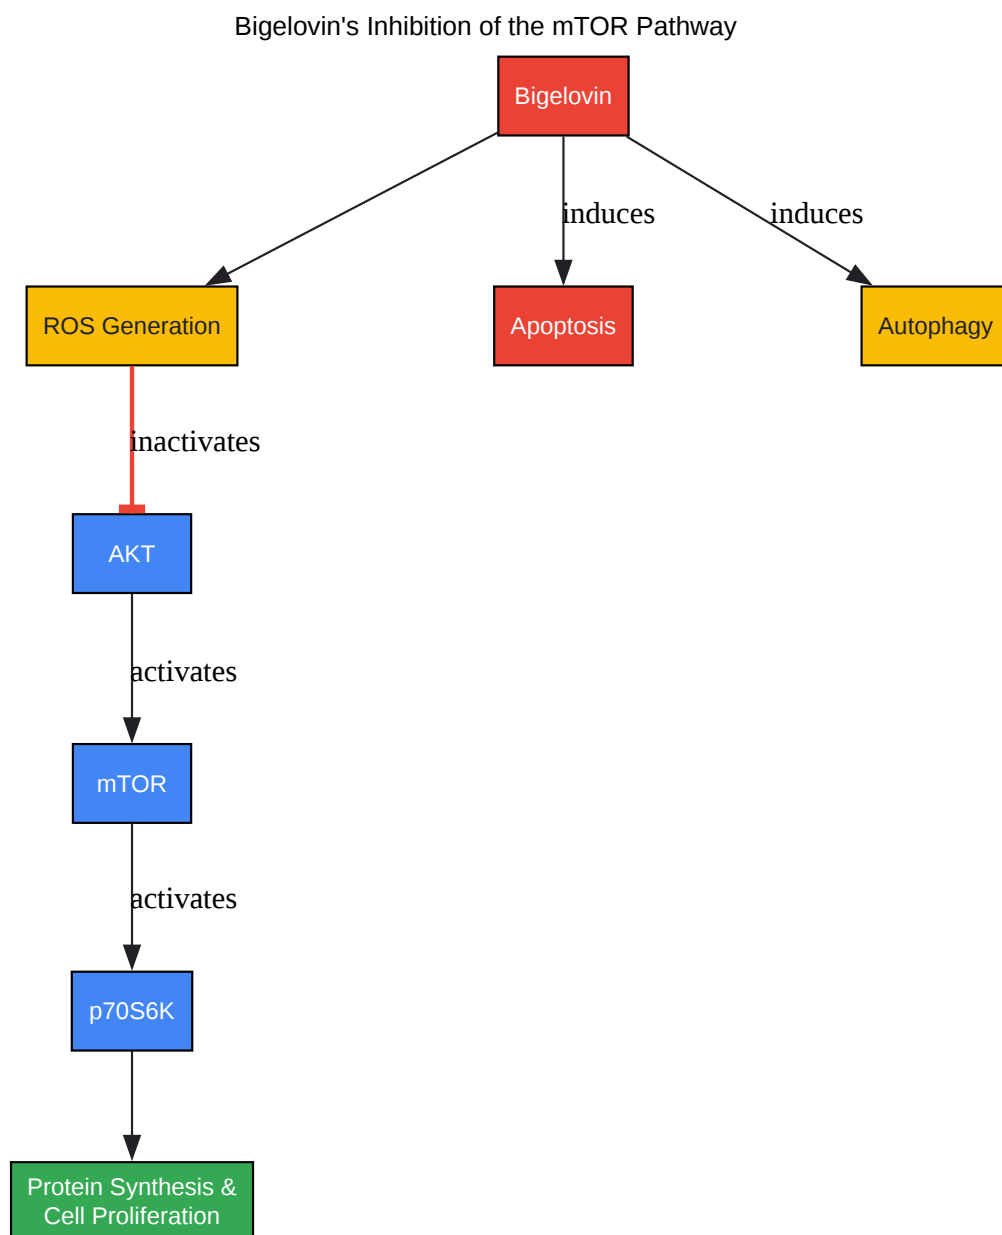 Bigelovin's Inhibition of the mTOR Pathway
Bigelovin
induces
induces
ROS Generation
Apoptosis
Autophagy
inactivates
AKT
activates
mTOR
activates
p70S6K
Protein Synthesis &
Cell Proliferation